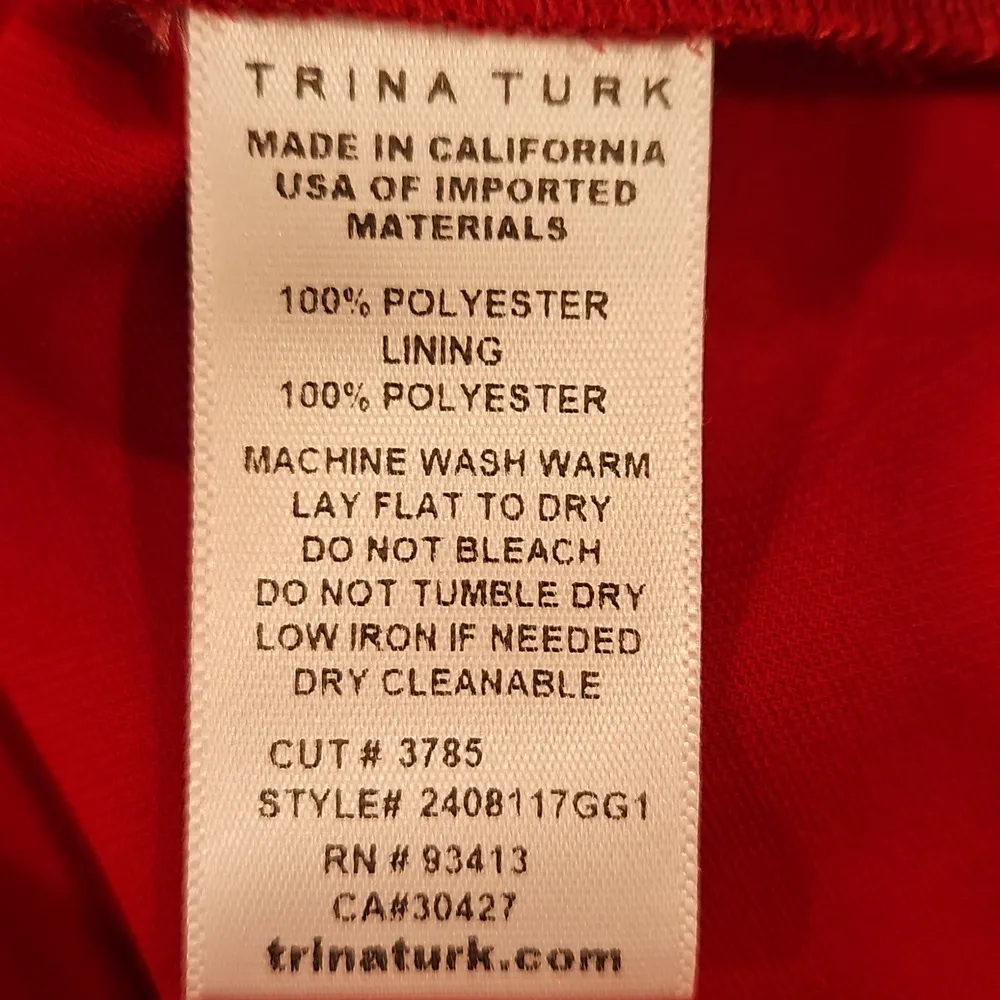 TRINA TURK
MADE IN CALIFORNIA
USA OF IMPORTED
MATERIALS
100% POLYESTER
LINING
100% POLYESTER
MACHINE WASH WARM
LAY FLAT TO DRY
DO NOT BLEACH
DO NOT TUMBLE DRY
LOW IRON IF NEEDED
DRY CLEANABLE
CUT # 3785
STYLE# 2408117GG1
RN # 93413
CA#30427
trinaturk.com